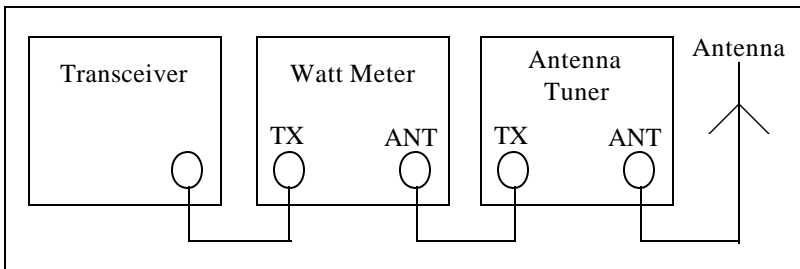 Transceiver
Watt Meter
Antenna
Tuner
Antenna
TX
ANT
TX
ANT